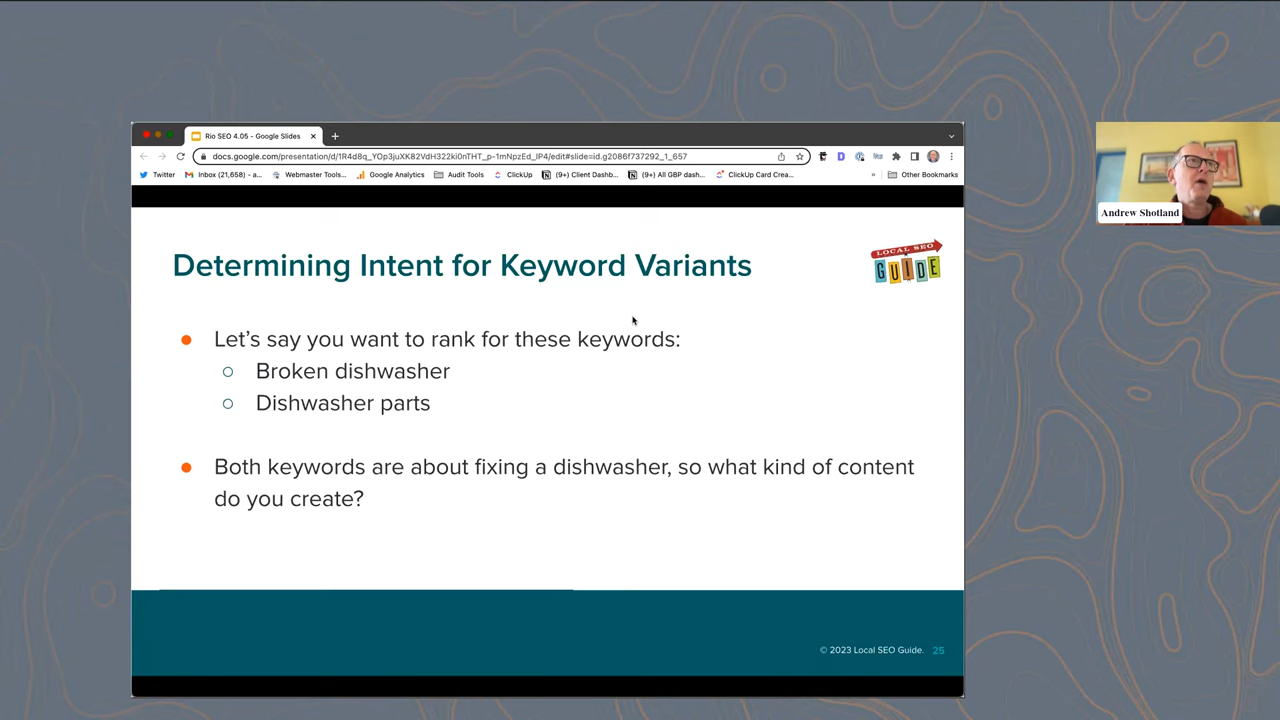 Rio SEO 4.05 - Google Slides
docs.google.com/presentation/d/1R4d8q_YOp3juXK82VdH322ki0nTHT_p-1mNpzEd_IP4/edit#slide=id.g2086f737292_1_657
Twitter
Inbox (21,658) - a...
Webmaster Tools...
Google Analytics
Audit Tools
ClickUp
(9+) Client Dashb...
(9+) All GBP dash...
ClickUp Card Crea...
»
Other Bookmarks
Determining Intent for Keyword Variants
LOCAL SEO
GUIDE
Let's say you want to rank for these keywords:
Broken dishwasher
Dishwasher parts
Both keywords are about fixing a dishwasher, so what kind of content
do you create?
© 2023 Local SEO Guide. 25
Andrew Shotland